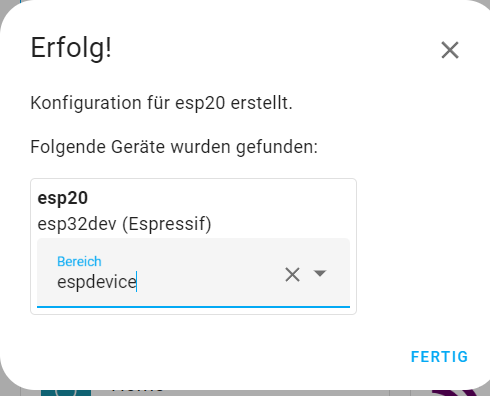 Erfolg!
Konfiguration für esp20 erstellt.
Folgende Geräte wurden gefunden:
esp20
esp32dev (Espressif)
Bereich
espdevice
FERTIG